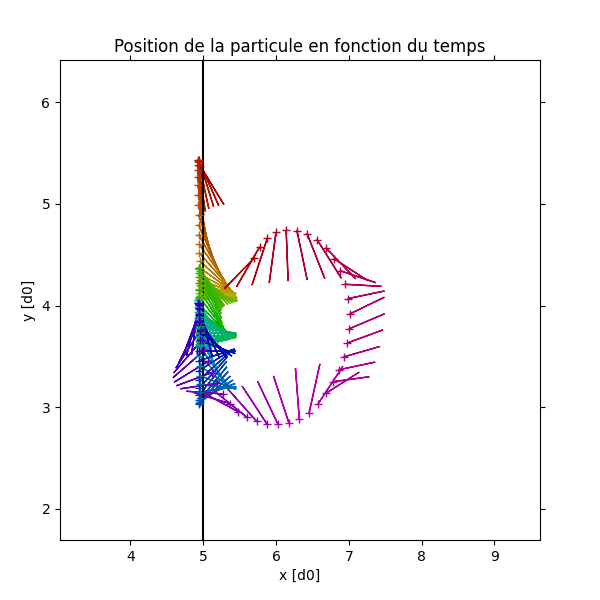 Position de la particule en fonction du temps
6
5
4
3
2
y [d0]
4 5 6 7 8 9
x [d0]